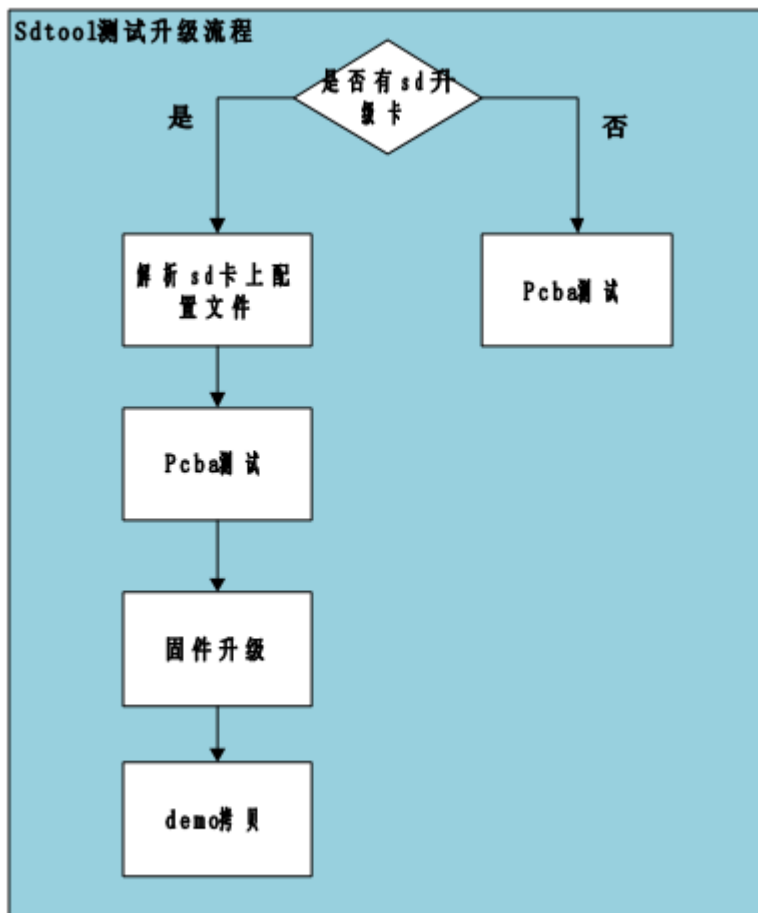 Sdtool测试升级流程
是否有sd升
级卡
是
否
解析sd卡上配
置文件
Pcba测试
Pcba测试
固件升级
demo拷贝